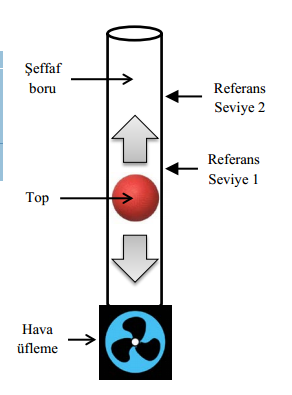 Şeffaf
boru
Referans
Seviye 2
Referans
Seviye 1
Top
Hava
üfleme